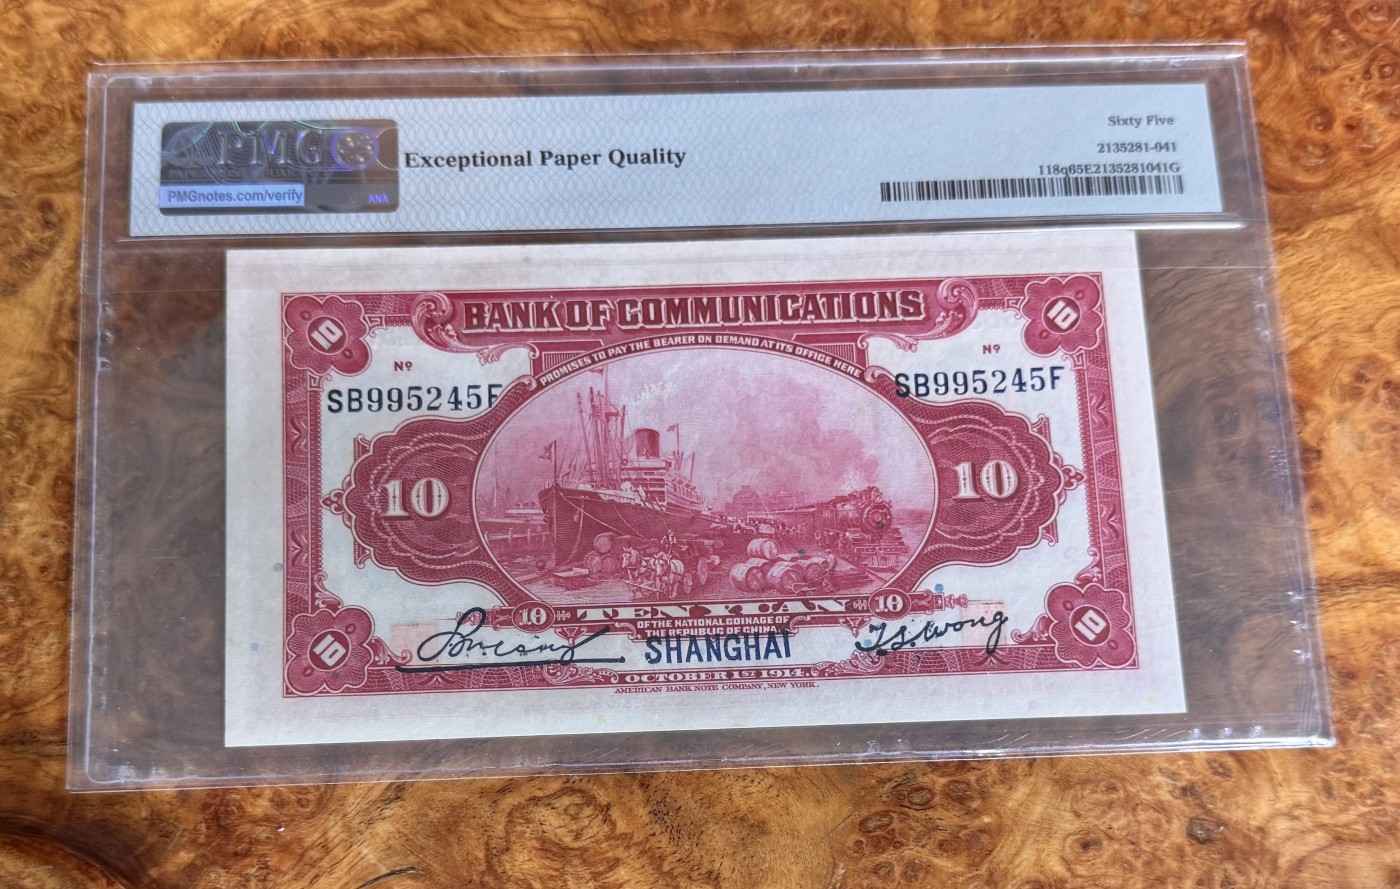 PMG
PMGnotes.com/verify
ANA
Exceptional Paper Quality
Sixty Five
2135281-041
118q65E2135281041G
BANK OF COMMUNICATIONS
PROMISES TO PAY THE BEARER ON DEMAND AT ITS OFFICE HERE
10
10
Nº
Nº
SB995245F
SB995245F
10
10
10 TEN YUAN 10
OF THE NATIONAL COINAGE OF
THE REPUBLIC OF CHINA
SHANGHAI
T.S. Wong
10
10
OCTOBER 1ST 1914.
AMERICAN BANK NOTE COMPANY, NEW YORK.